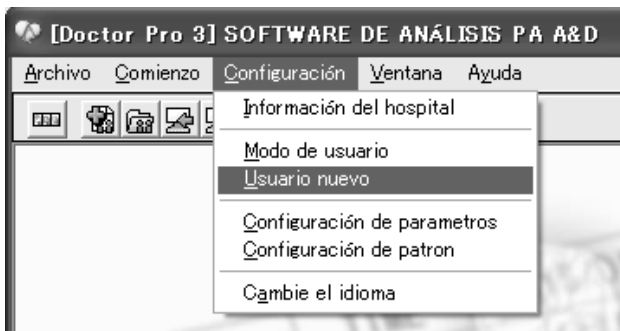 [Doctor Pro 3] SOFTWARE DE ANÁLISIS PA A&D
Archivo Comienzo Configuración Ventana Ayuda
Información del hospital
Modo de usuario
Usuario nuevo
Configuración de parametros
Configuración de patron
Cambie el idioma